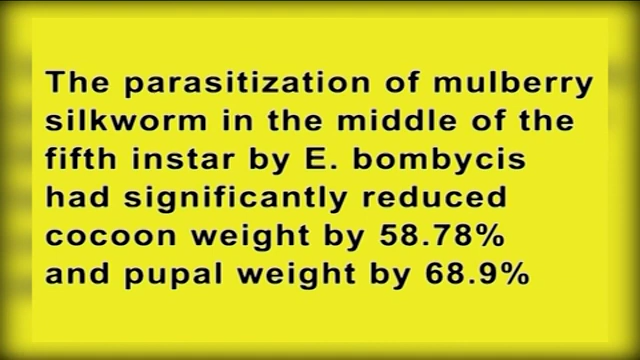 The parasitization of mulberry
silkworm in the middle of the
fifth instar by E. bombycis
had significantly reduced
cocoon weight by 58.78%
and pupal weight by 68.9%